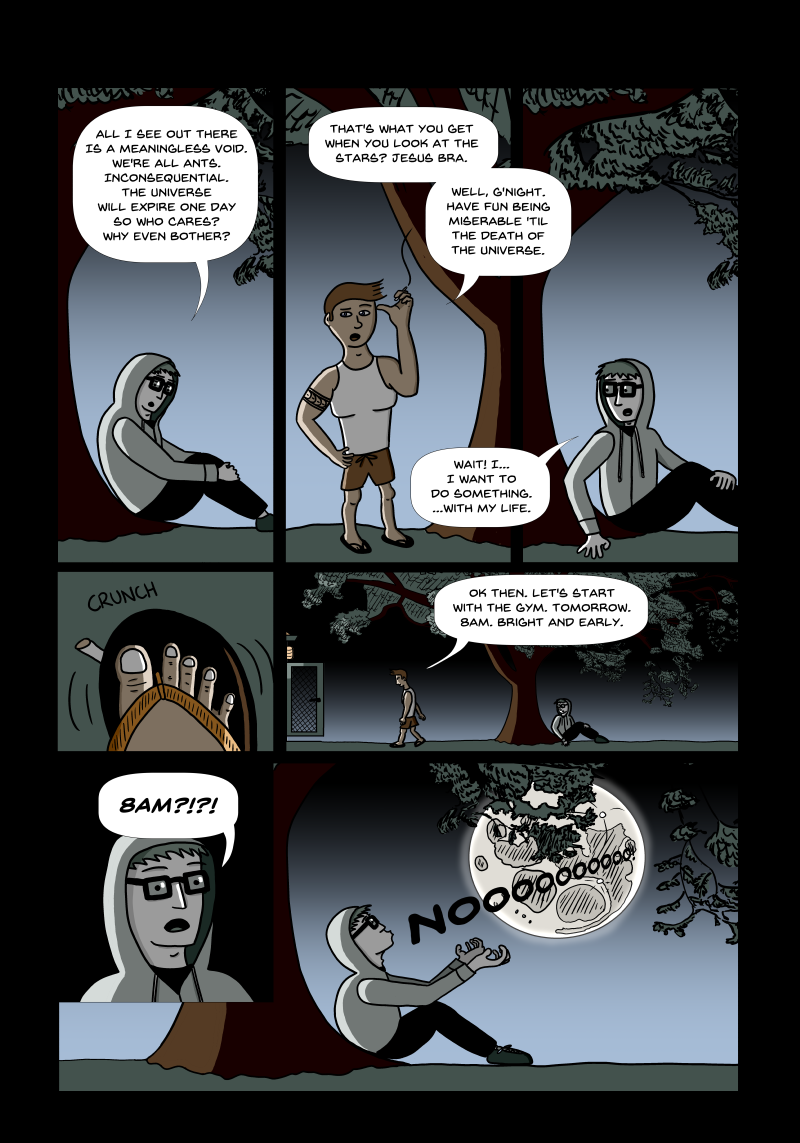 ALL I SEE OUT THERE
IS A MEANINGLESS VOID.
WE'RE ALL ANTS.
INCONSEQUENTIAL.
THE UNIVERSE
WILL EXPIRE ONE DAY
SO WHO CARES?
WHY EVEN BOTHER?
THAT'S WHAT YOU GET
WHEN YOU LOOK AT THE
STARS? JESUS BRA.
WELL, G'NIGHT.
HAVE FUN BEING
MISERABLE 'TIL
THE DEATH OF
THE UNIVERSE.
WAIT! I...
I WANT TO
DO SOMETHING.
...WITH MY LIFE.
CRUNCH
OK THEN. LET'S START
WITH THE GYM. TOMORROW.
8AM. BRIGHT AND EARLY.
8AM?!?!
NOOOOOOOOOOO!